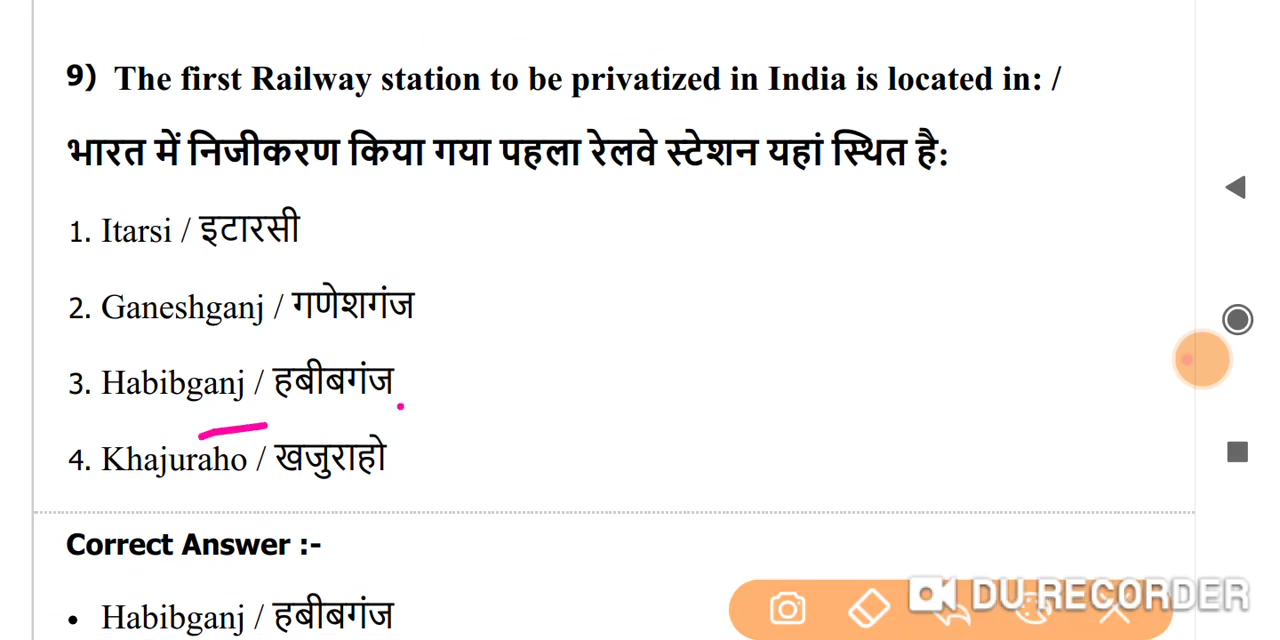 9) The first Railway station to be privatized in India is located in: /
भारत में निजीकरण किया गया पहला रेलवे स्टेशन यहां स्थित है:
1. Itarsi / इटारसी
2. Ganeshganj / गणेशगंज
3. Habibganj / हबीबगंज
4. Khajuraho / खजुराहो
Correct Answer :-
• Habibganj / हबीबगंज
DU RECORDER